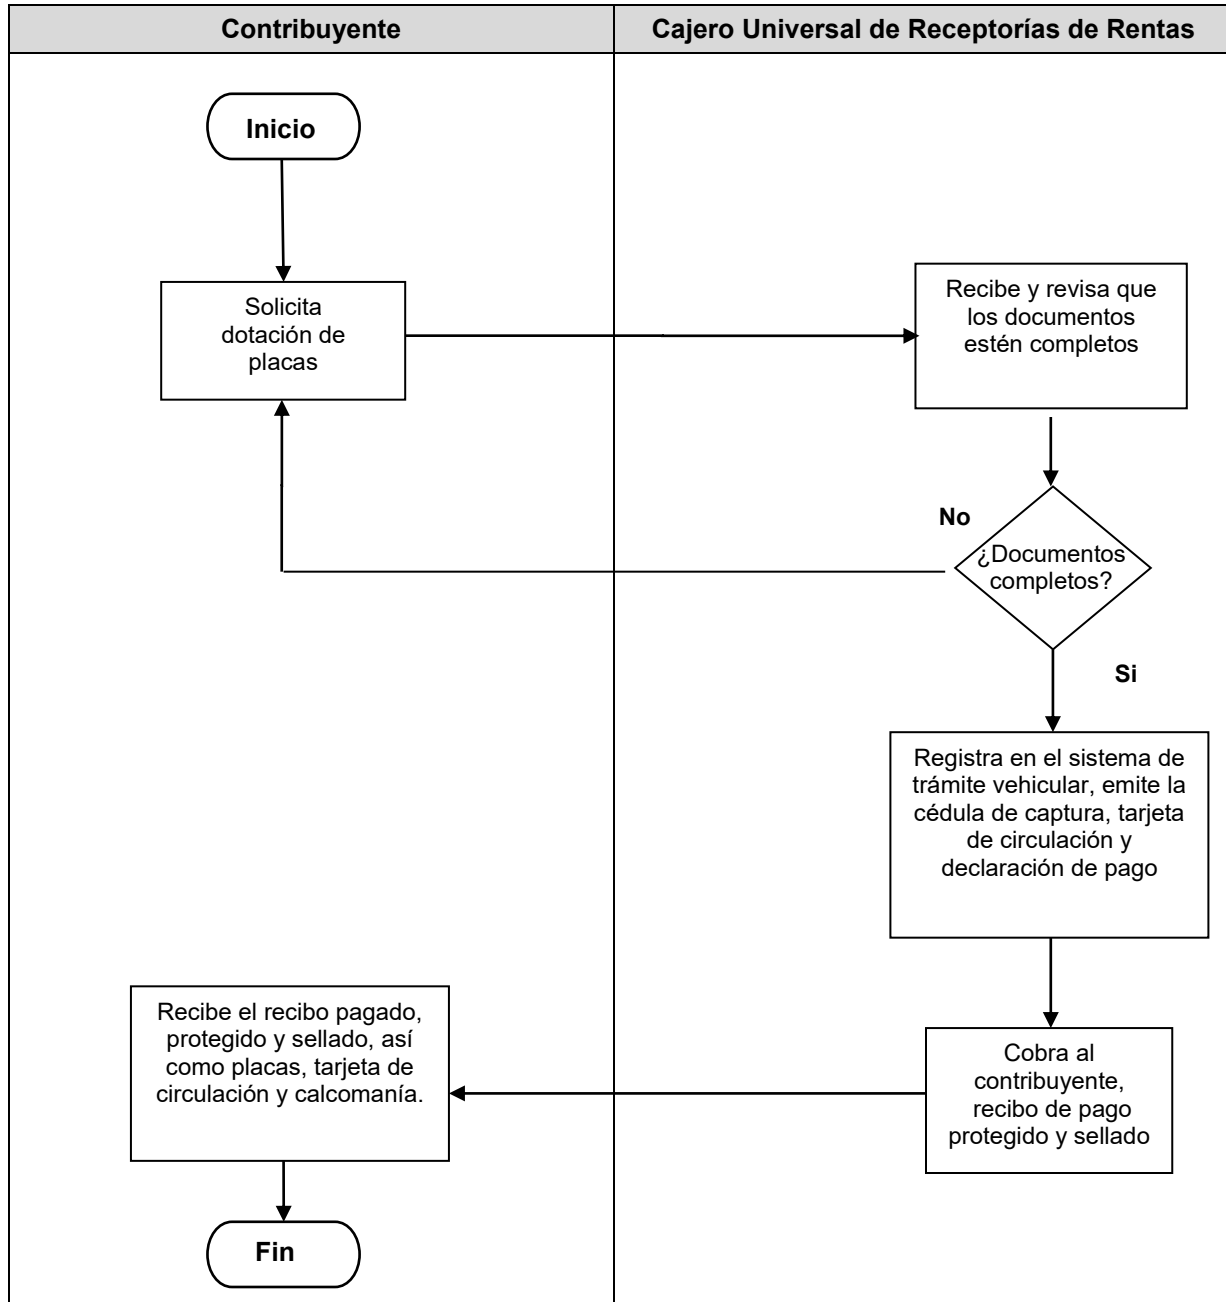 Contribuyente
Cajero Universal de Receptorías de Rentas
Inicio
Solicita
dotación de
placas
Recibe y revisa que
los documentos
estén completos
No
¿Documentos
completos?
Si
Registra en el sistema de
trámite vehicular, emite la
cédula de captura, tarjeta
de circulación y
declaración de pago
Cobra al
contribuyente,
recibo de pago
protegido y sellado
Recibe el recibo pagado,
protegido y sellado, así
como placas, tarjeta de
circulación y calcomanía.
Fin